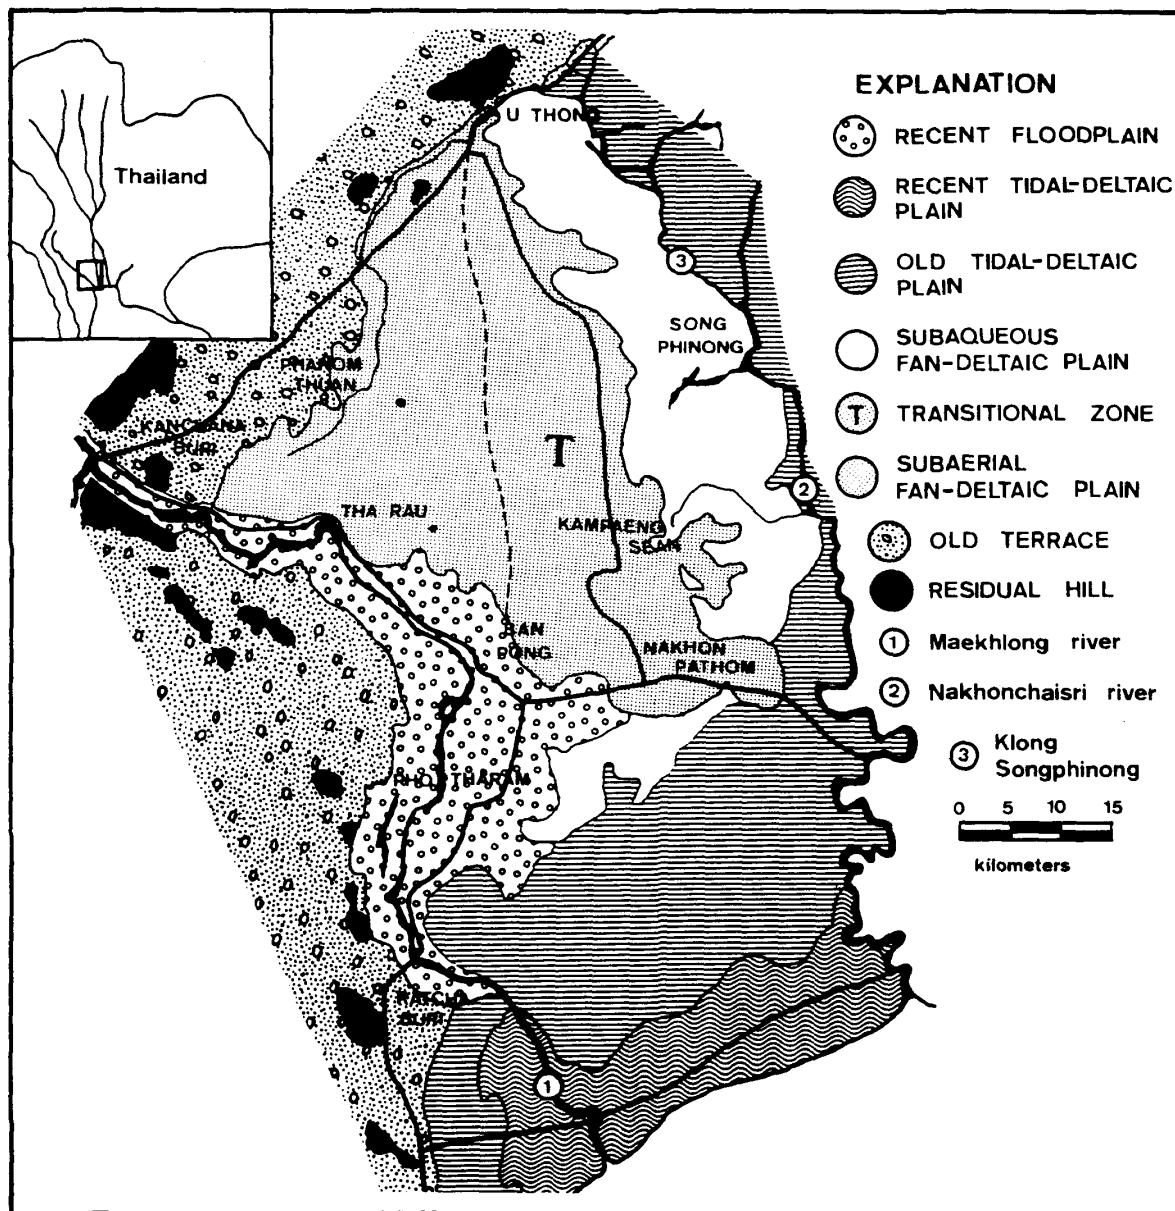 Thailand
EXPLANATION
RECENT FLOODPLAIN
RECENT TIDAL-DELTAIC
PLAIN
OLD TIDAL-DELTAIC
PLAIN
SUBAQUEOUS
FAN-DELTAIC PLAIN
T TRANSITIONAL ZONE
SUBAERIAL
FAN-DELTAIC PLAIN
OLD TERRACE
RESIDUAL HILL
1 Maekhlong river
2 Nakhonchaisri river
3 Klong
Songphinong
0 5 10 15
kilometers
U THONG
3
SONG
PHINONG
PHANOM
THUAN
KANCHANA
BURI
T
2
THA RAU
KAMPAENG
SEAN
BAN
PONG
NAKHON
PATHOM
PHOTHARAM
RATCHA
BURI
1